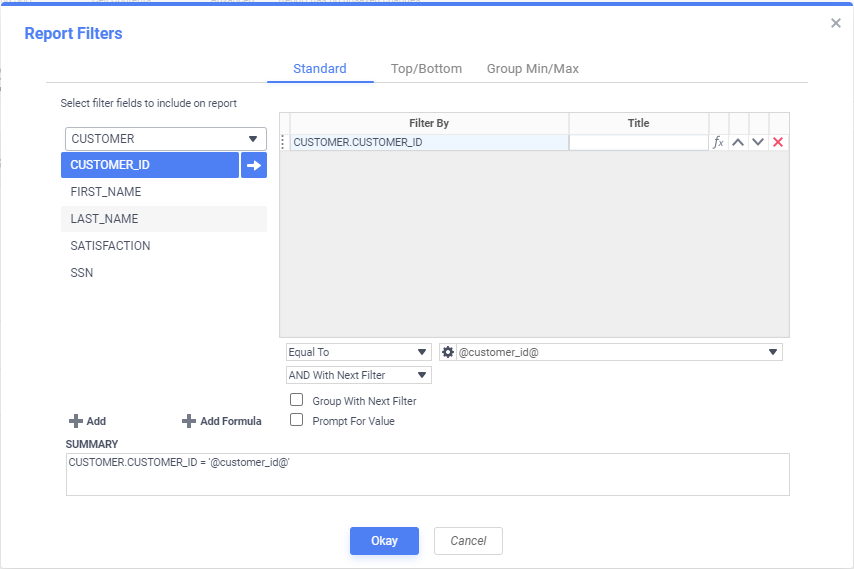 Report Filters
Standard
Top/Bottom
Group Min/Max
Select filter fields to include on report
CUSTOMER
CUSTOMER_ID
FIRST_NAME
LAST_NAME
SATISFACTION
SSN
Filter By
Title
CUSTOMER.CUSTOMER_ID
fx
Equal To
@customer_id@
AND With Next Filter
Group With Next Filter
Prompt For Value
Add
Add Formula
SUMMARY
CUSTOMER.CUSTOMER_ID = '@customer_id@'
Okay
Cancel